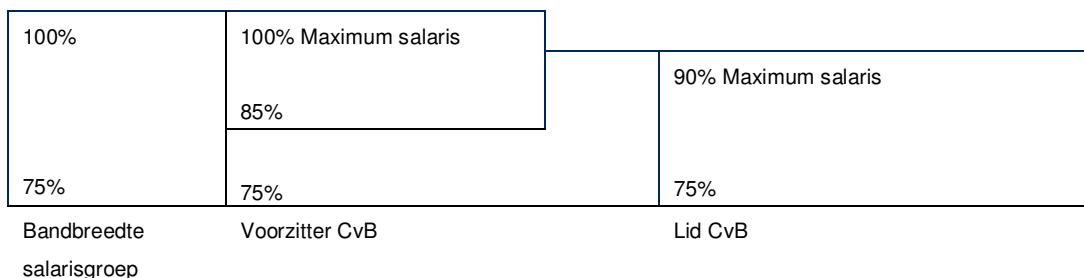 100%
100% Maximum salaris
90% Maximum salaris
85%
75%
75%
75%
Bandbreedte
salarisgroep
Voorzitter CvB
Lid CvB